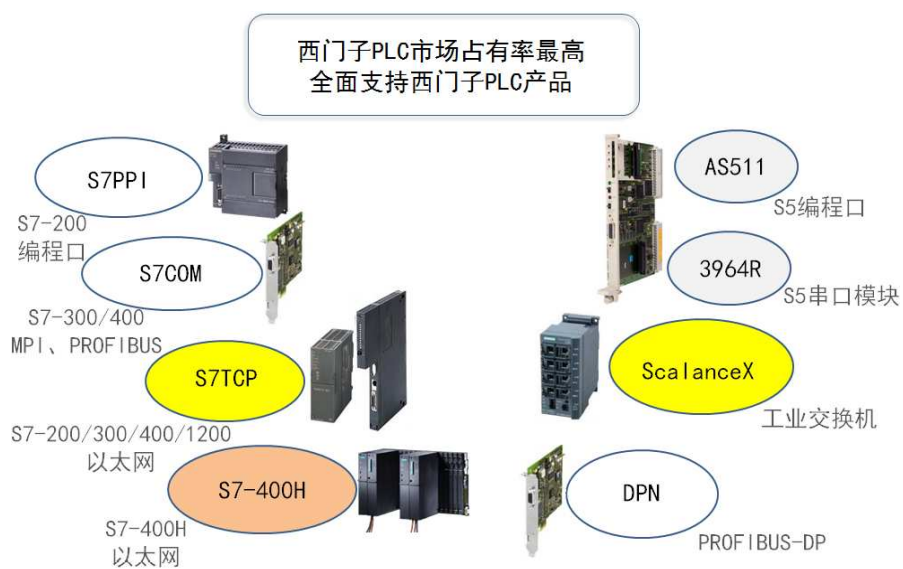 西门子PLC市场占有率最高
全面支持西门子PLC产品
S7PPI
S7-200
编程口
S7COM
S7-300/400
MPI、PROFIBUS
S7TCP
S7-200/300/400/1200
以太网
S7-400H
S7-400H
以太网
AS511
S5编程口
3964R
S5串口模块
ScalanceX
工业交换机
DPN
PROFIBUS-DP